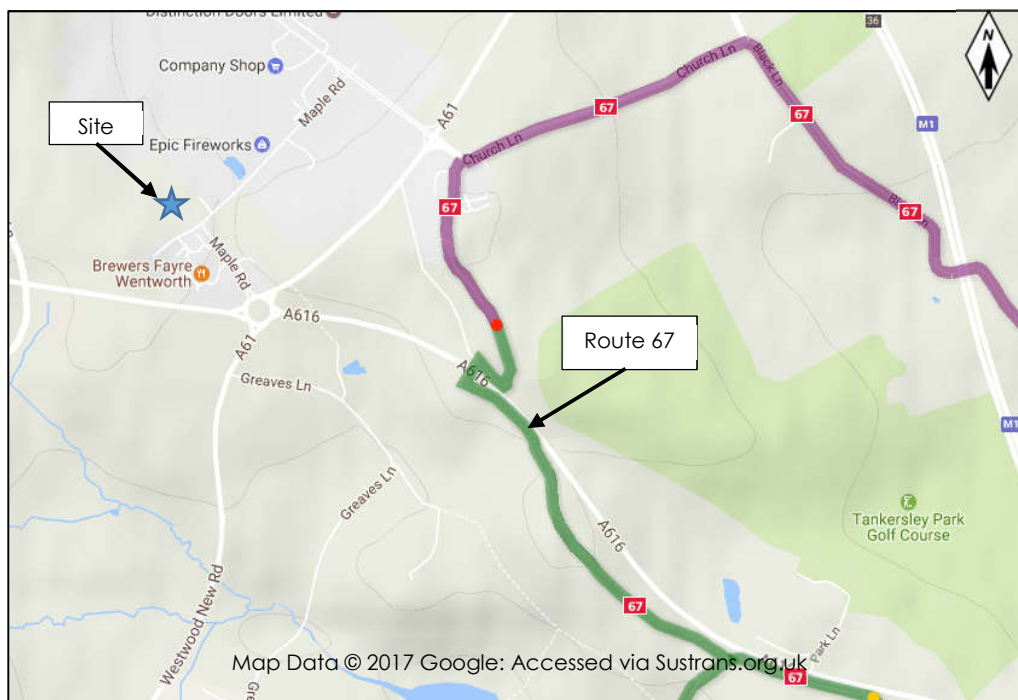 Distinction Doors Limited
36
N
Company Shop
Maple Rd
A61
Church Ln
67
Black Ln
67
M1
Site
Epic Fireworks
Church Ln
67
67
Maple Rd
Brewers Fayre
Wentworth
A616
Route 67
A61
A616
Greaves Ln
M1
Greaves Ln
A616
Tankersley Park
Golf Course
Westwood New Rd
67
Park Ln
Map Data © 2017 Google: Accessed via Sustrans.org.uk
67